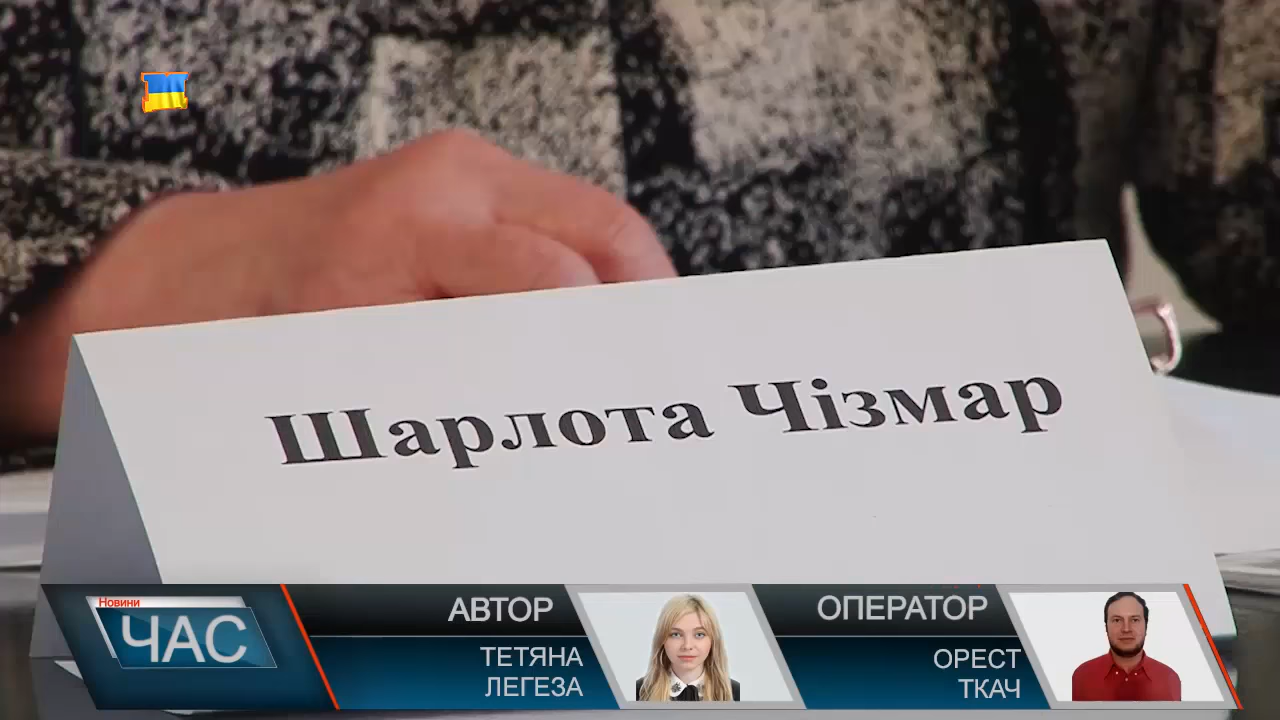 Шарлота Чізмар
Новини
ЧАС
АВТОР
ТЕТЯНА
ЛЕГЕЗА
ОПЕРАТОР
ОРЕСТ
ТКАЧ